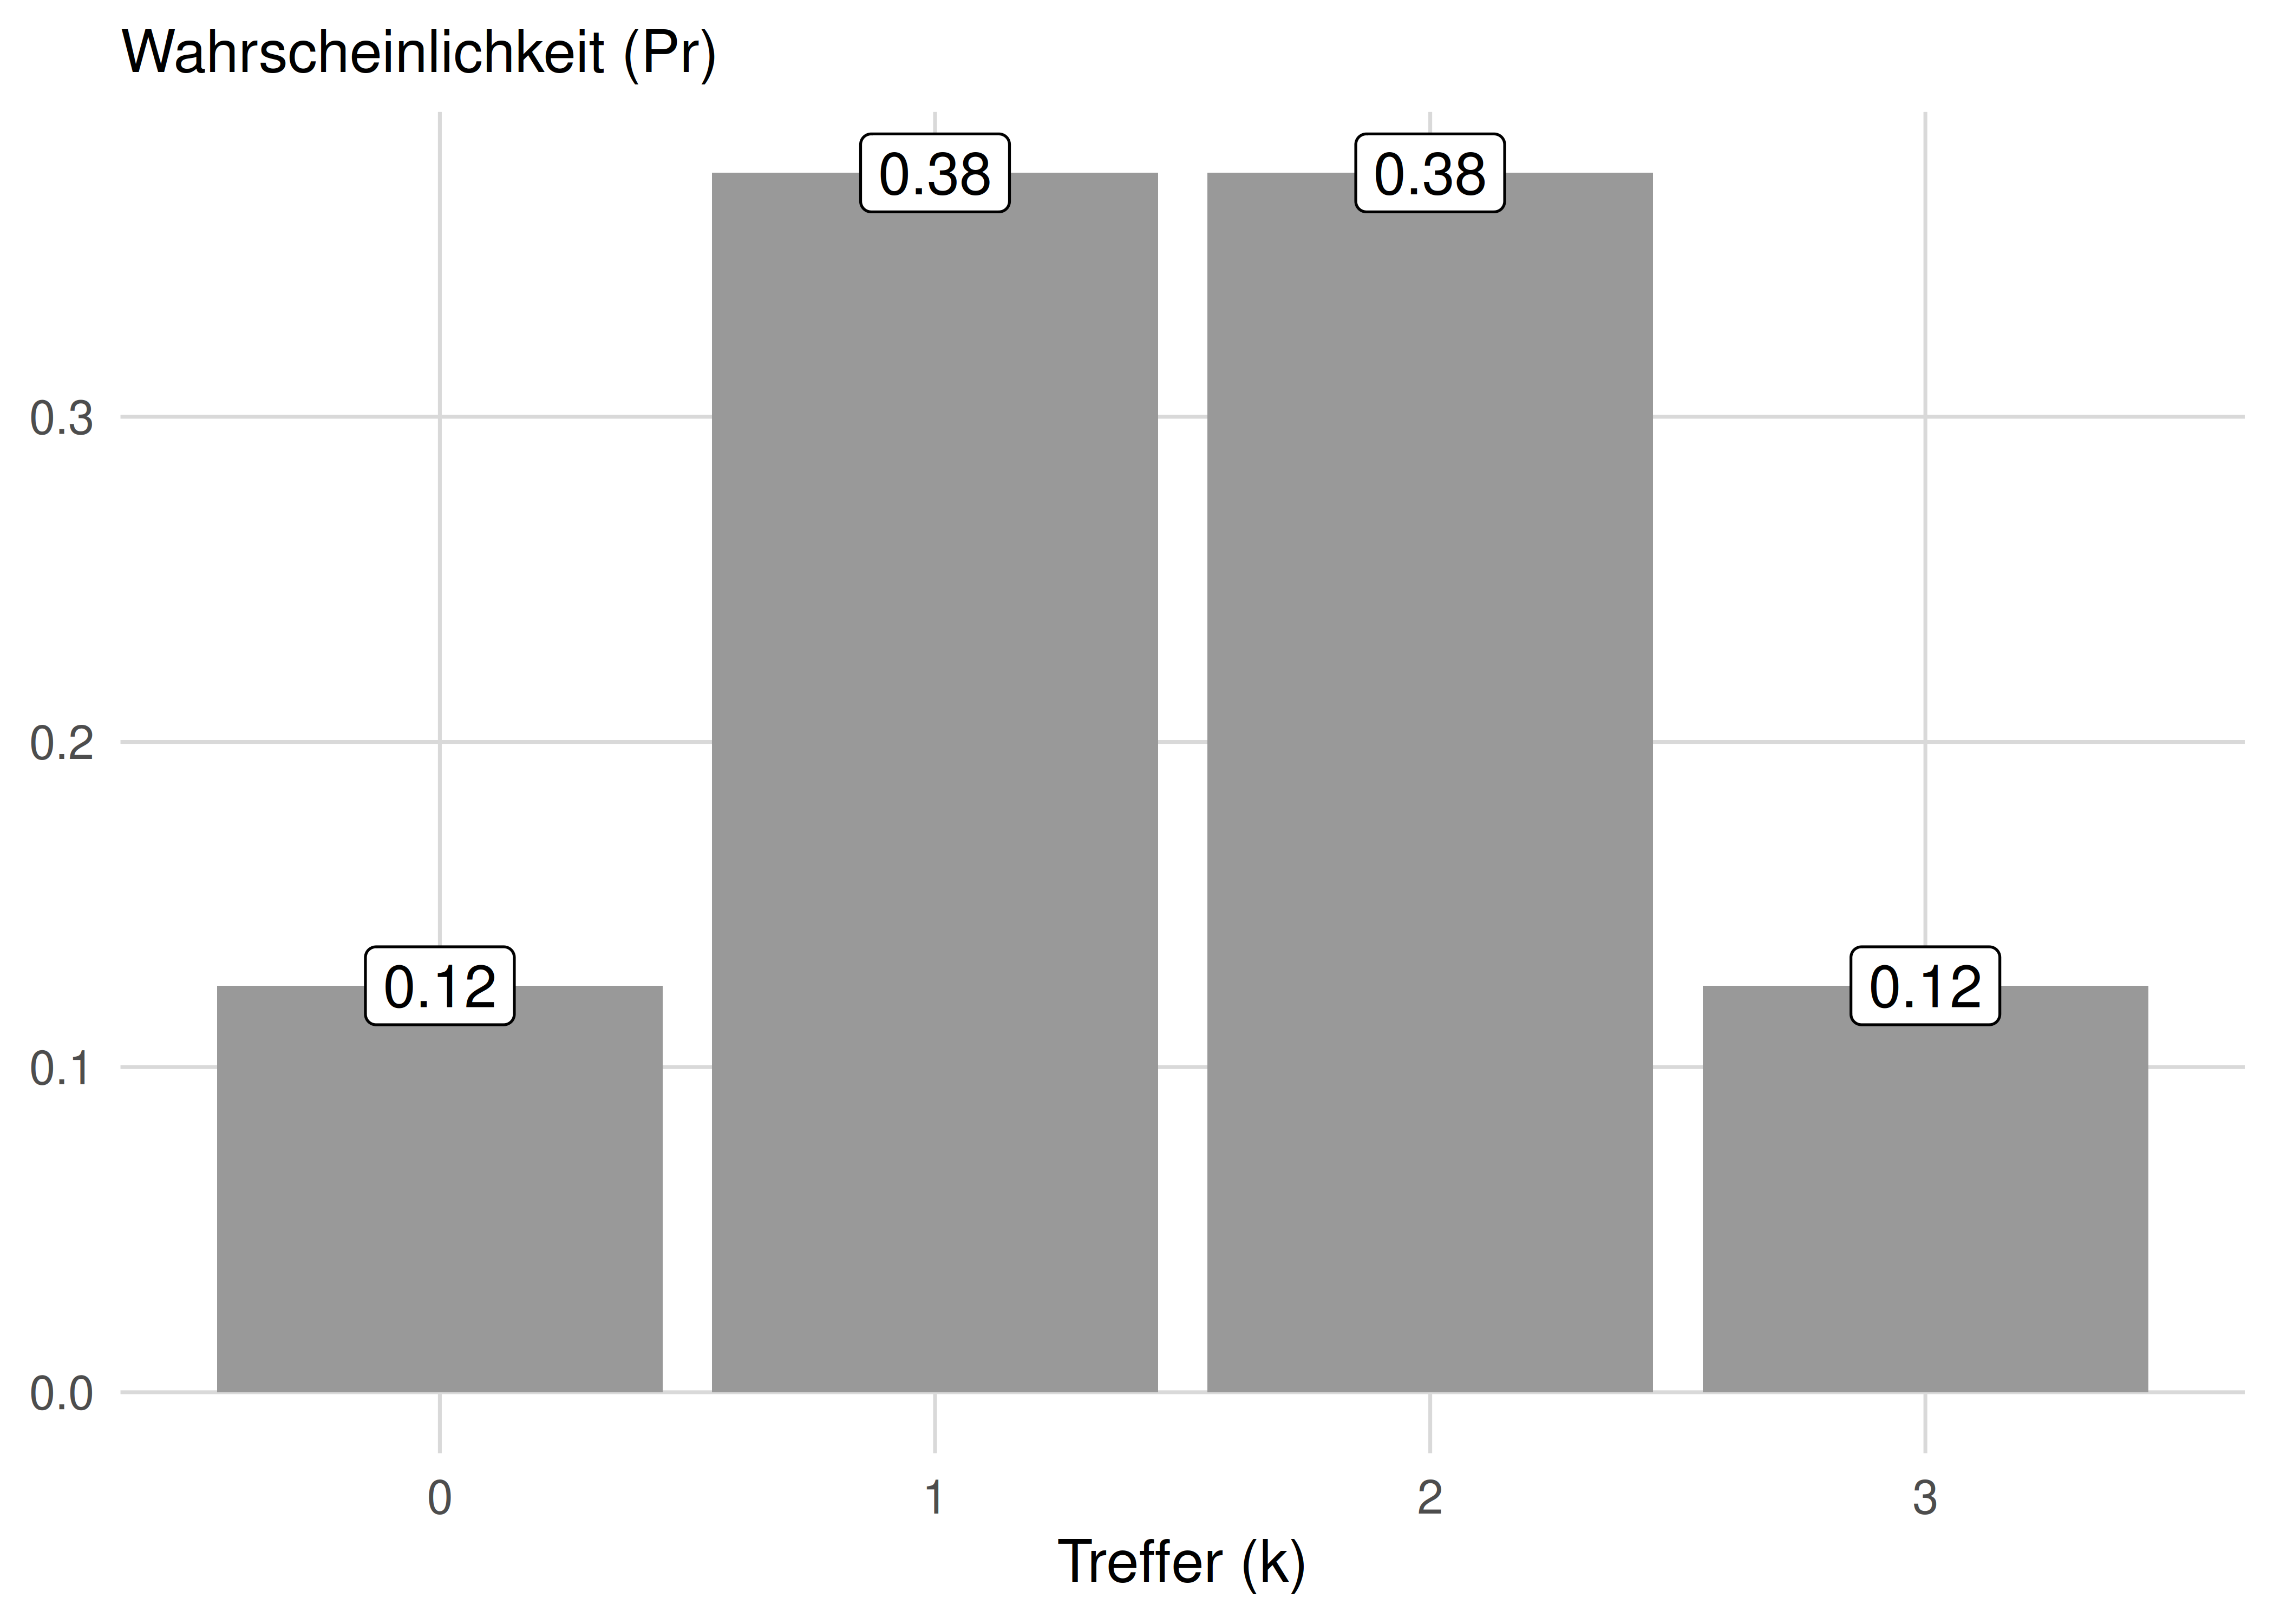 Wahrscheinlichkeit (Pr)
0.38 0.38
0.3
0.2
0.12 0.12
0.1
0.0
0 1 2 3
Treffer (k)